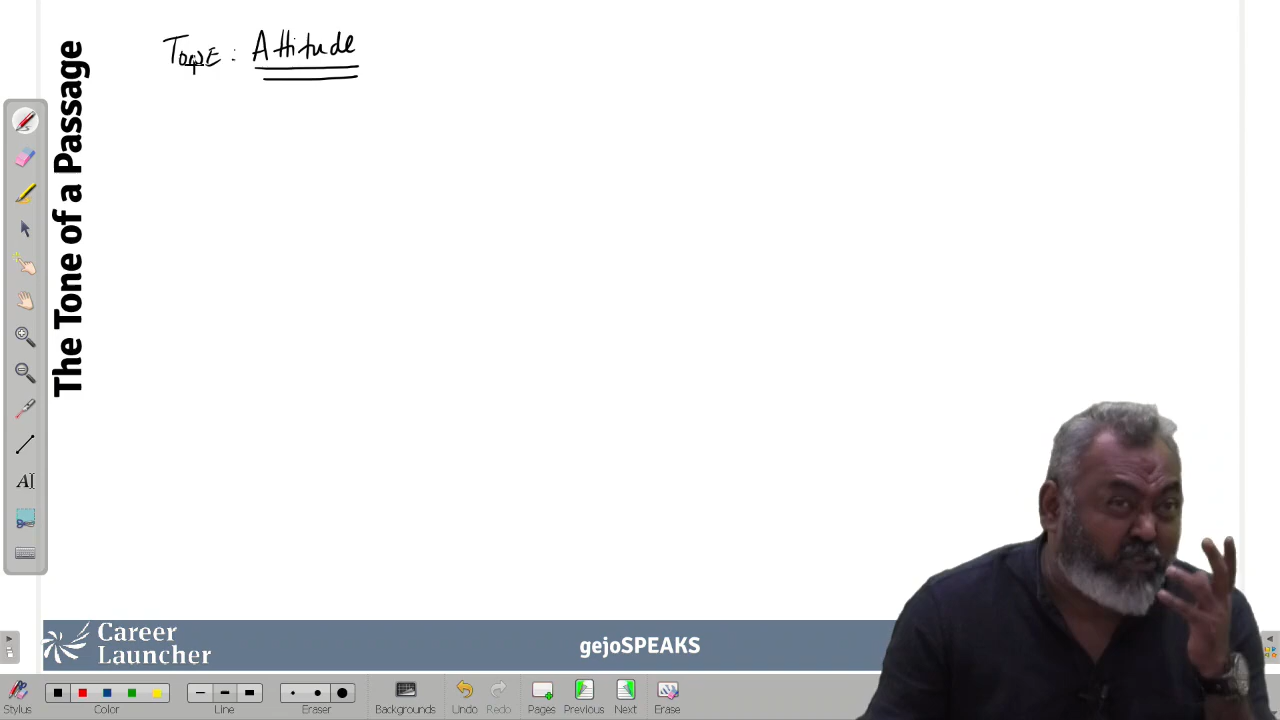 The Tone of a Passage
TONE : Attitude
Career
Launcher
gejoSPEAKS
Stylus
Color
Line
Eraser
Backgrounds
Undo
Redo
Pages
Previous
Next
Erase
A